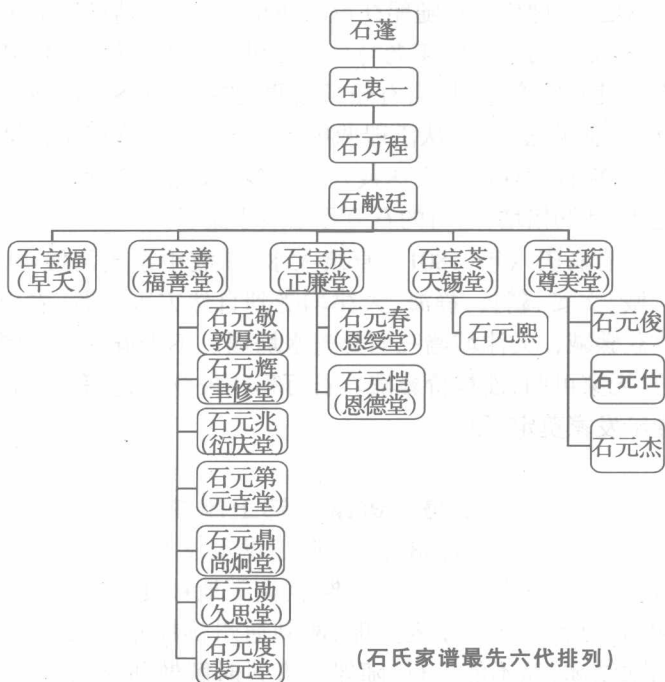 石蓬
石衷一
石万程
石献廷
石宝福
(早夭)
石宝善
(福善堂)
石宝庆
(正廉堂)
石宝苓
(天锡堂)
石宝珩
(尊美堂)
石元敬
(敦厚堂)
石元辉
(聿修堂)
石元兆
(衍庆堂)
石元第
(元吉堂)
石元鼎
(尚炯堂)
石元勋
(久思堂)
石元度
(裴元堂)
石元春
(恩绶堂)
石元恺
(恩德堂)
石元熙
石元俊
石元仕
石元杰
(石氏家谱最先六代排列)